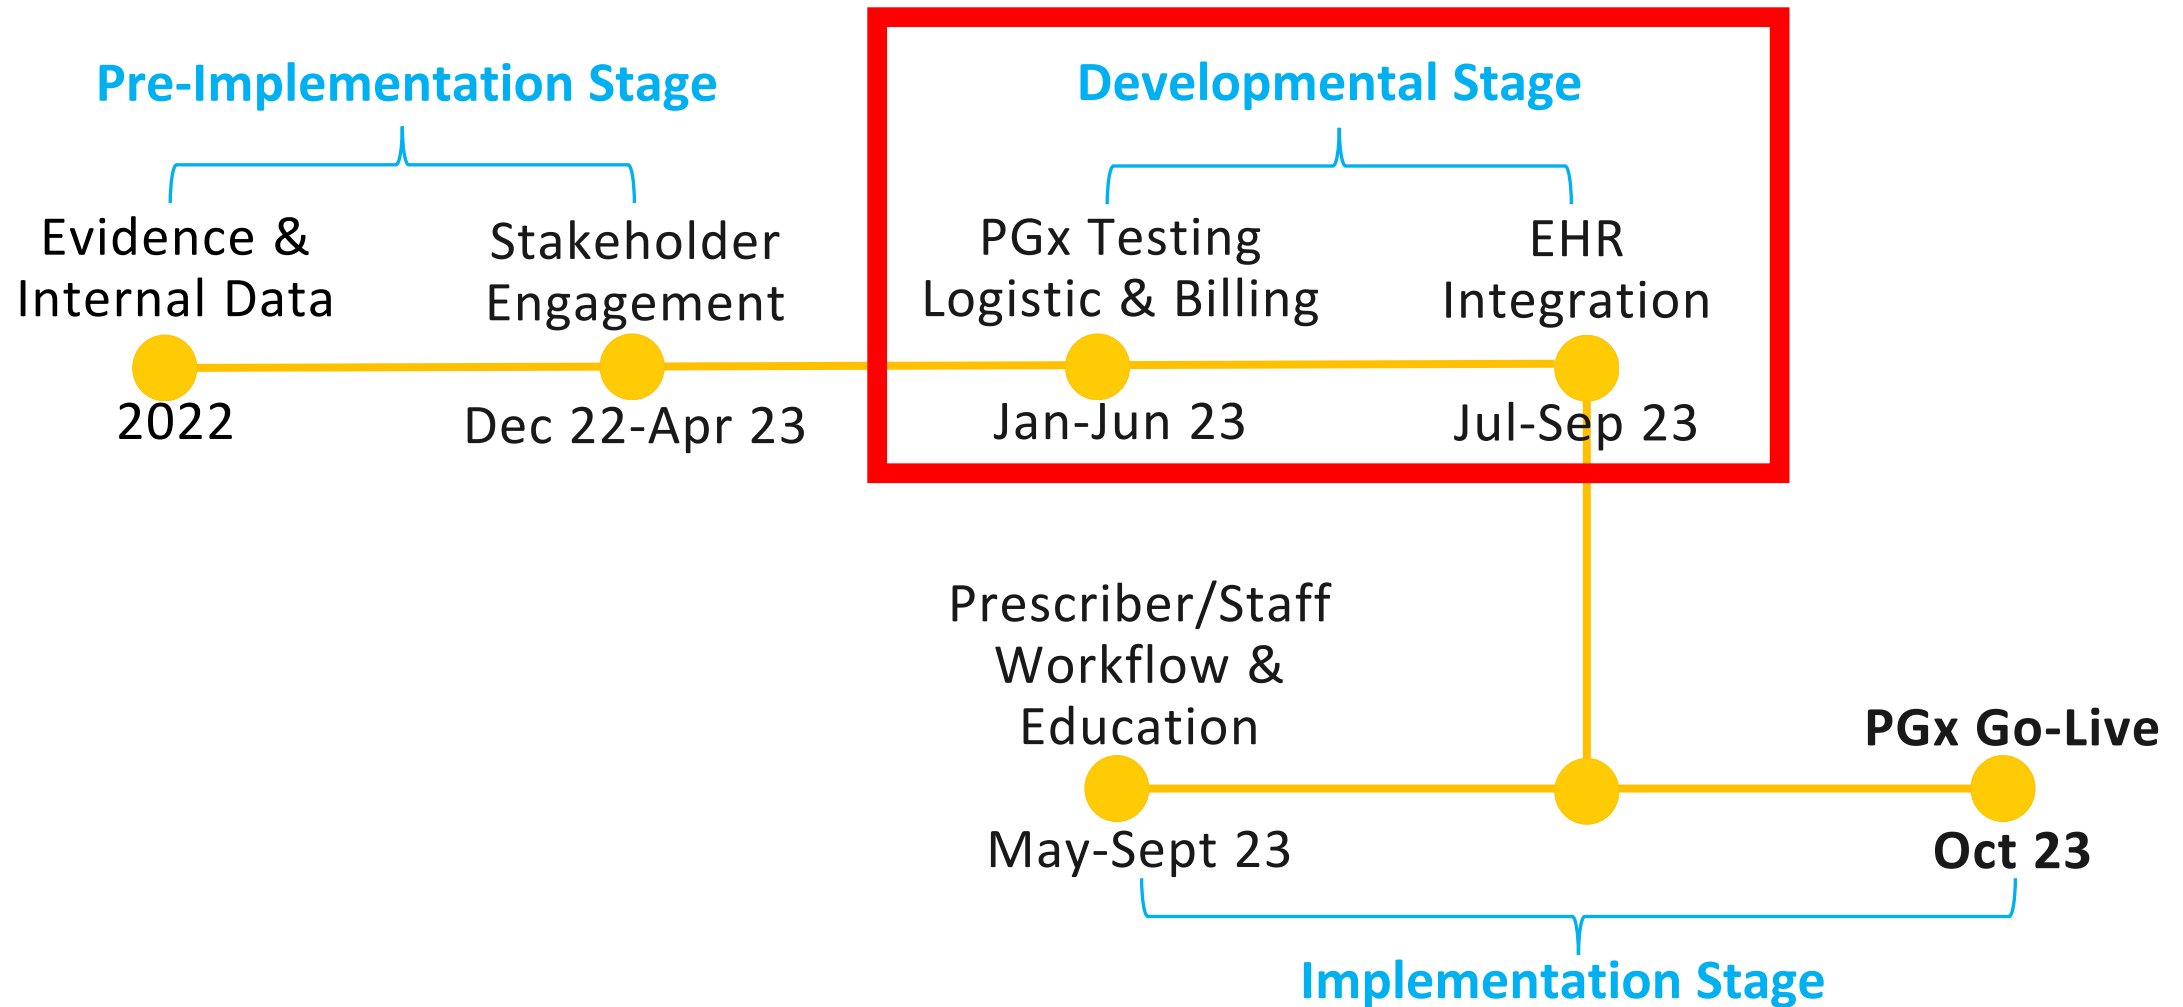 Pre-Implementation Stage
Developmental Stage
Evidence &
Internal Data
2022
Stakeholder
Engagement
Dec 22-Apr 23
PGx Testing
Logistic & Billing
Jan-Jun 23
EHR
Integration
Jul-Sep 23
Prescriber/Staff
Workflow &
Education
May-Sept 23
PGx Go-Live
Oct 23
Implementation Stage